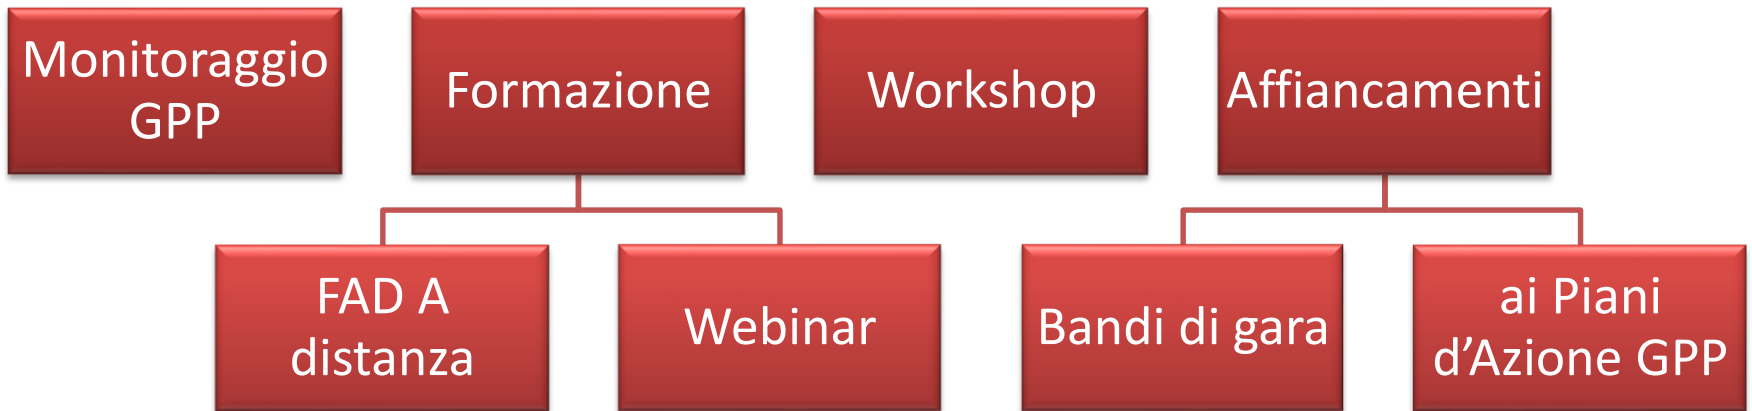 Monitoraggio
GPP
Formazione
Workshop
Affiancamenti
FAD A
distanza
Webinar
Bandi di gara
ai Piani
d’Azione GPP